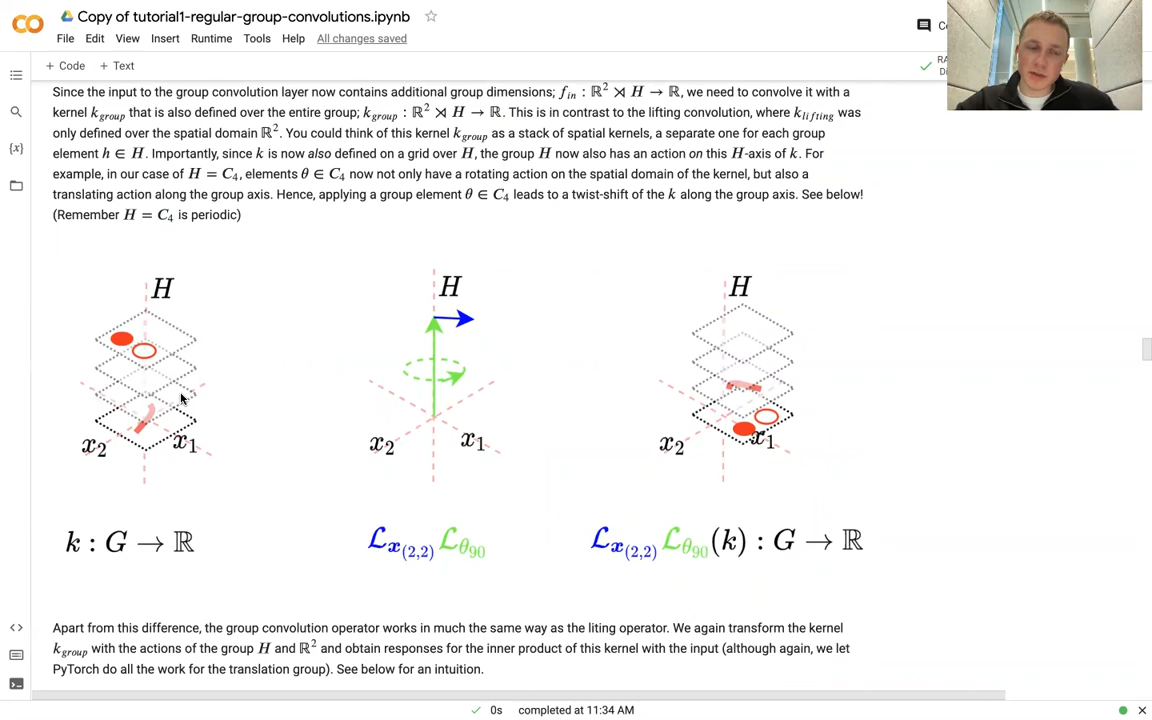 Copy of tutorial1-regular-group-convolutions.ipynb
File Edit View Insert Runtime Tools Help All changes saved
+ Code + Text
Since the input to the group convolution layer now contains additional group dimensions; f_in : ℝ² ⋊ H → ℝ, we need to convolve it with a
kernel k_group that is also defined over the entire group; k_group : ℝ² ⋊ H → ℝ. This is in contrast to the lifting convolution, where k_lifting was
only defined over the spatial domain ℝ². You could think of this kernel k_group as a stack of spatial kernels, a separate one for each group
element h ∈ H. Importantly, since k is now also defined on a grid over H, the group H now also has an action on this H-axis of k. For
example, in our case of H = C₄, elements θ ∈ C₄ now not only have a rotating action on the spatial domain of the kernel, but also a
translating action along the group axis. Hence, applying a group element θ ∈ C₄ leads to a twist-shift of the k along the group axis. See below!
(Remember H = C₄ is periodic)
H H H
x₂ x₁ x₂ x₁ x₂ x₁
k : G → ℝ ℒ_x(2,2) ℒ_θ90 ℒ_x(2,2) ℒ_θ90 (k) : G → ℝ
Apart from this difference, the group convolution operator works in much the same way as the liting operator. We again transform the kernel
k_group with the actions of the group H and ℝ² and obtain responses for the inner product of this kernel with the input (although again, we let
PyTorch do all the work for the translation group). See below for an intuition.
0s completed at 11:34 AM